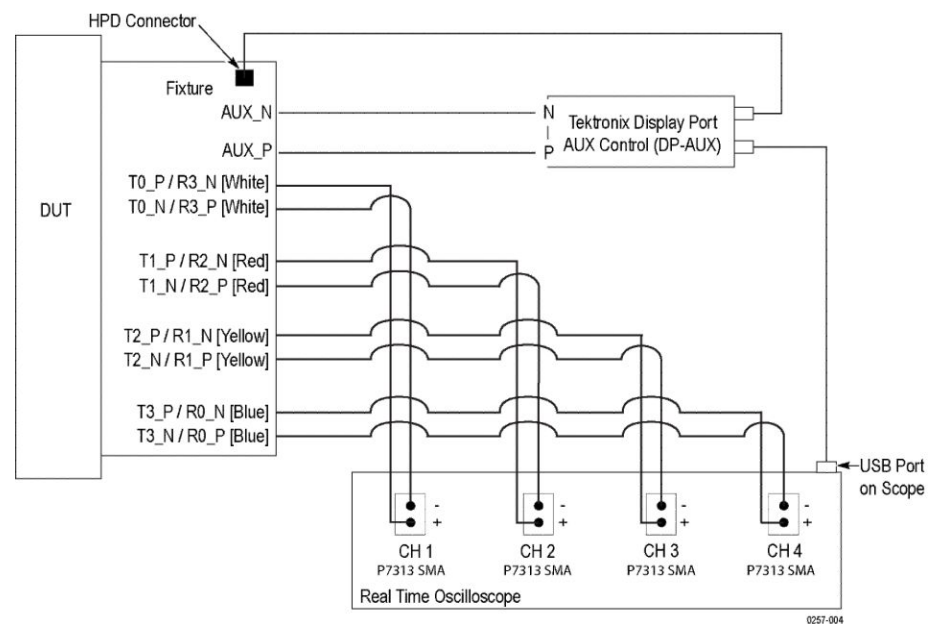 HPD Connector
Fixture
AUX_N
AUX_P
N
P
Tektronix Display Port
AUX Control (DP-AUX)
DUT
T0_P / R3_N [White]
T0_N / R3_P [White]
T1_P / R2_N [Red]
T1_N / R2_P [Red]
T2_P / R1_N [Yellow]
T2_N / R1_P [Yellow]
T3_P / R0_N [Blue]
T3_N / R0_P [Blue]
USB Port
on Scope
-
+
CH 1
P7313 SMA
-
+
CH 2
P7313 SMA
-
+
CH 3
P7313 SMA
-
+
CH 4
P7313 SMA
Real Time Oscilloscope
0257-004